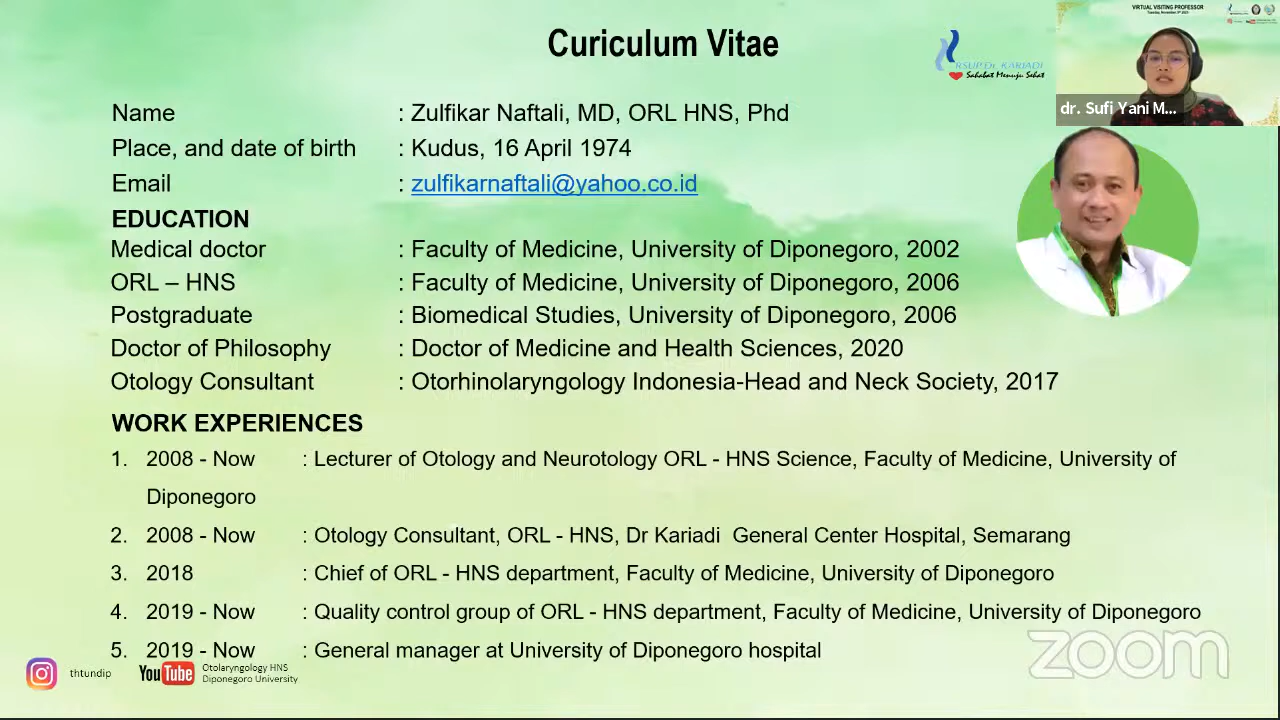 Curiculum Vitae
RSUP.Dr. KARIADI
Sahabat Menuju Sehat
VIRTUAL VISITING PROFESSOR
dr. Sufi Yani M...
Name : Zulfikar Naftali, MD, ORL HNS, Phd
Place, and date of birth : Kudus, 16 April 1974
Email : zulfikarnaftali@yahoo.co.id
EDUCATION
Medical doctor : Faculty of Medicine, University of Diponegoro, 2002
ORL – HNS : Faculty of Medicine, University of Diponegoro, 2006
Postgraduate : Biomedical Studies, University of Diponegoro, 2006
Doctor of Philosophy : Doctor of Medicine and Health Sciences, 2020
Otology Consultant : Otorhinolaryngology Indonesia-Head and Neck Society, 2017
WORK EXPERIENCES
1. 2008 - Now : Lecturer of Otology and Neurotology ORL - HNS Science, Faculty of Medicine, University of
Diponegoro
2. 2008 - Now : Otology Consultant, ORL - HNS, Dr Kariadi General Center Hospital, Semarang
3. 2018 : Chief of ORL - HNS department, Faculty of Medicine, University of Diponegoro
4. 2019 - Now : Quality control group of ORL - HNS department, Faculty of Medicine, University of Diponegoro
5. 2019 - Now : General manager at University of Diponegoro hospital
thtundip
YouTube
Otolaryngology HNS
Diponegoro University
zoom